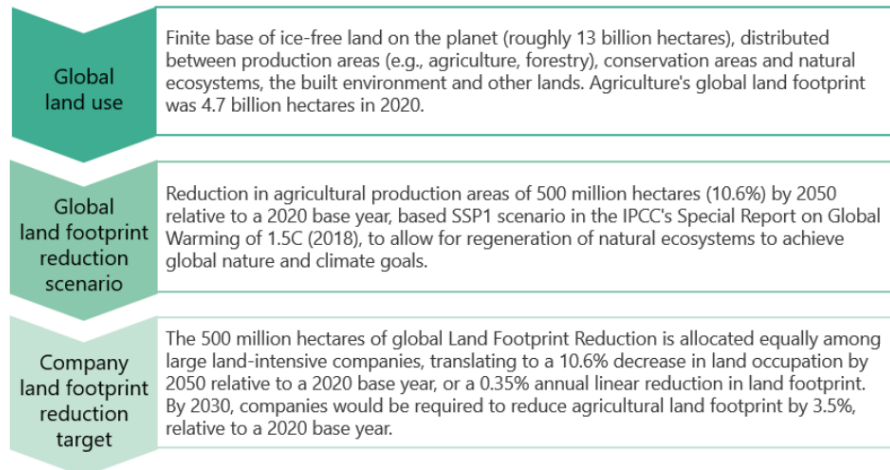 Global
land use
Finite base of ice-free land on the planet (roughly 13 billion hectares), distributed
between production areas (e.g., agriculture, forestry), conservation areas and natural
ecosystems, the built environment and other lands. Agriculture's global land footprint
was 4.7 billion hectares in 2020.
Global
land footprint
reduction
scenario
Reduction in agricultural production areas of 500 million hectares (10.6%) by 2050
relative to a 2020 base year, based SSP1 scenario in the IPCC's Special Report on Global
Warming of 1.5C (2018), to allow for regeneration of natural ecosystems to achieve
global nature and climate goals.
Company
land footprint
reduction
target
The 500 million hectares of global Land Footprint Reduction is allocated equally among
large land-intensive companies, translating to a 10.6% decrease in land occupation by
2050 relative to a 2020 base year, or a 0.35% annual linear reduction in land footprint.
By 2030, companies would be required to reduce agricultural land footprint by 3.5%,
relative to a 2020 base year.